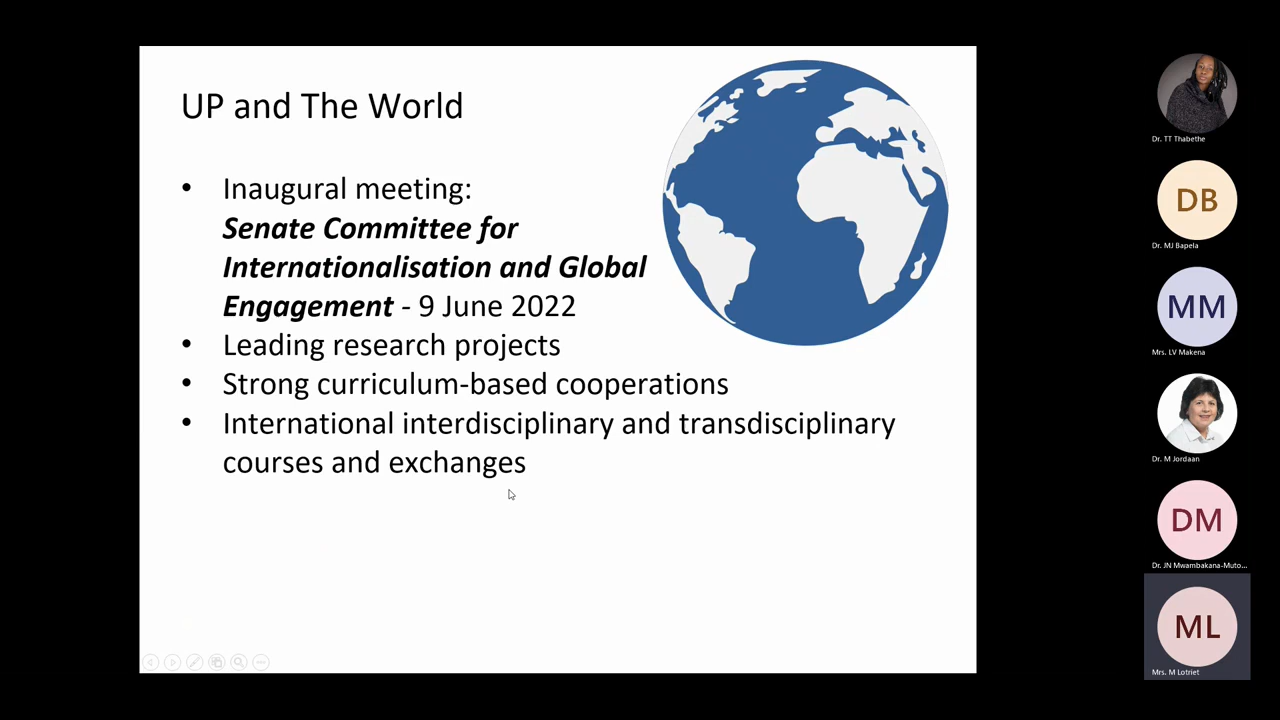 UP and The World
• Inaugural meeting:
Senate Committee for
Internationalisation and Global
Engagement - 9 June 2022
• Leading research projects
• Strong curriculum-based cooperations
• International interdisciplinary and transdisciplinary
courses and exchanges
Dr. TT Thabethe
DB
Dr. MJ Bapela
MM
Mrs. LV Makena
Dr. M Jordaan
DM
Dr. JN Mwambakana-Muto...
ML
Mrs. M Lotriet